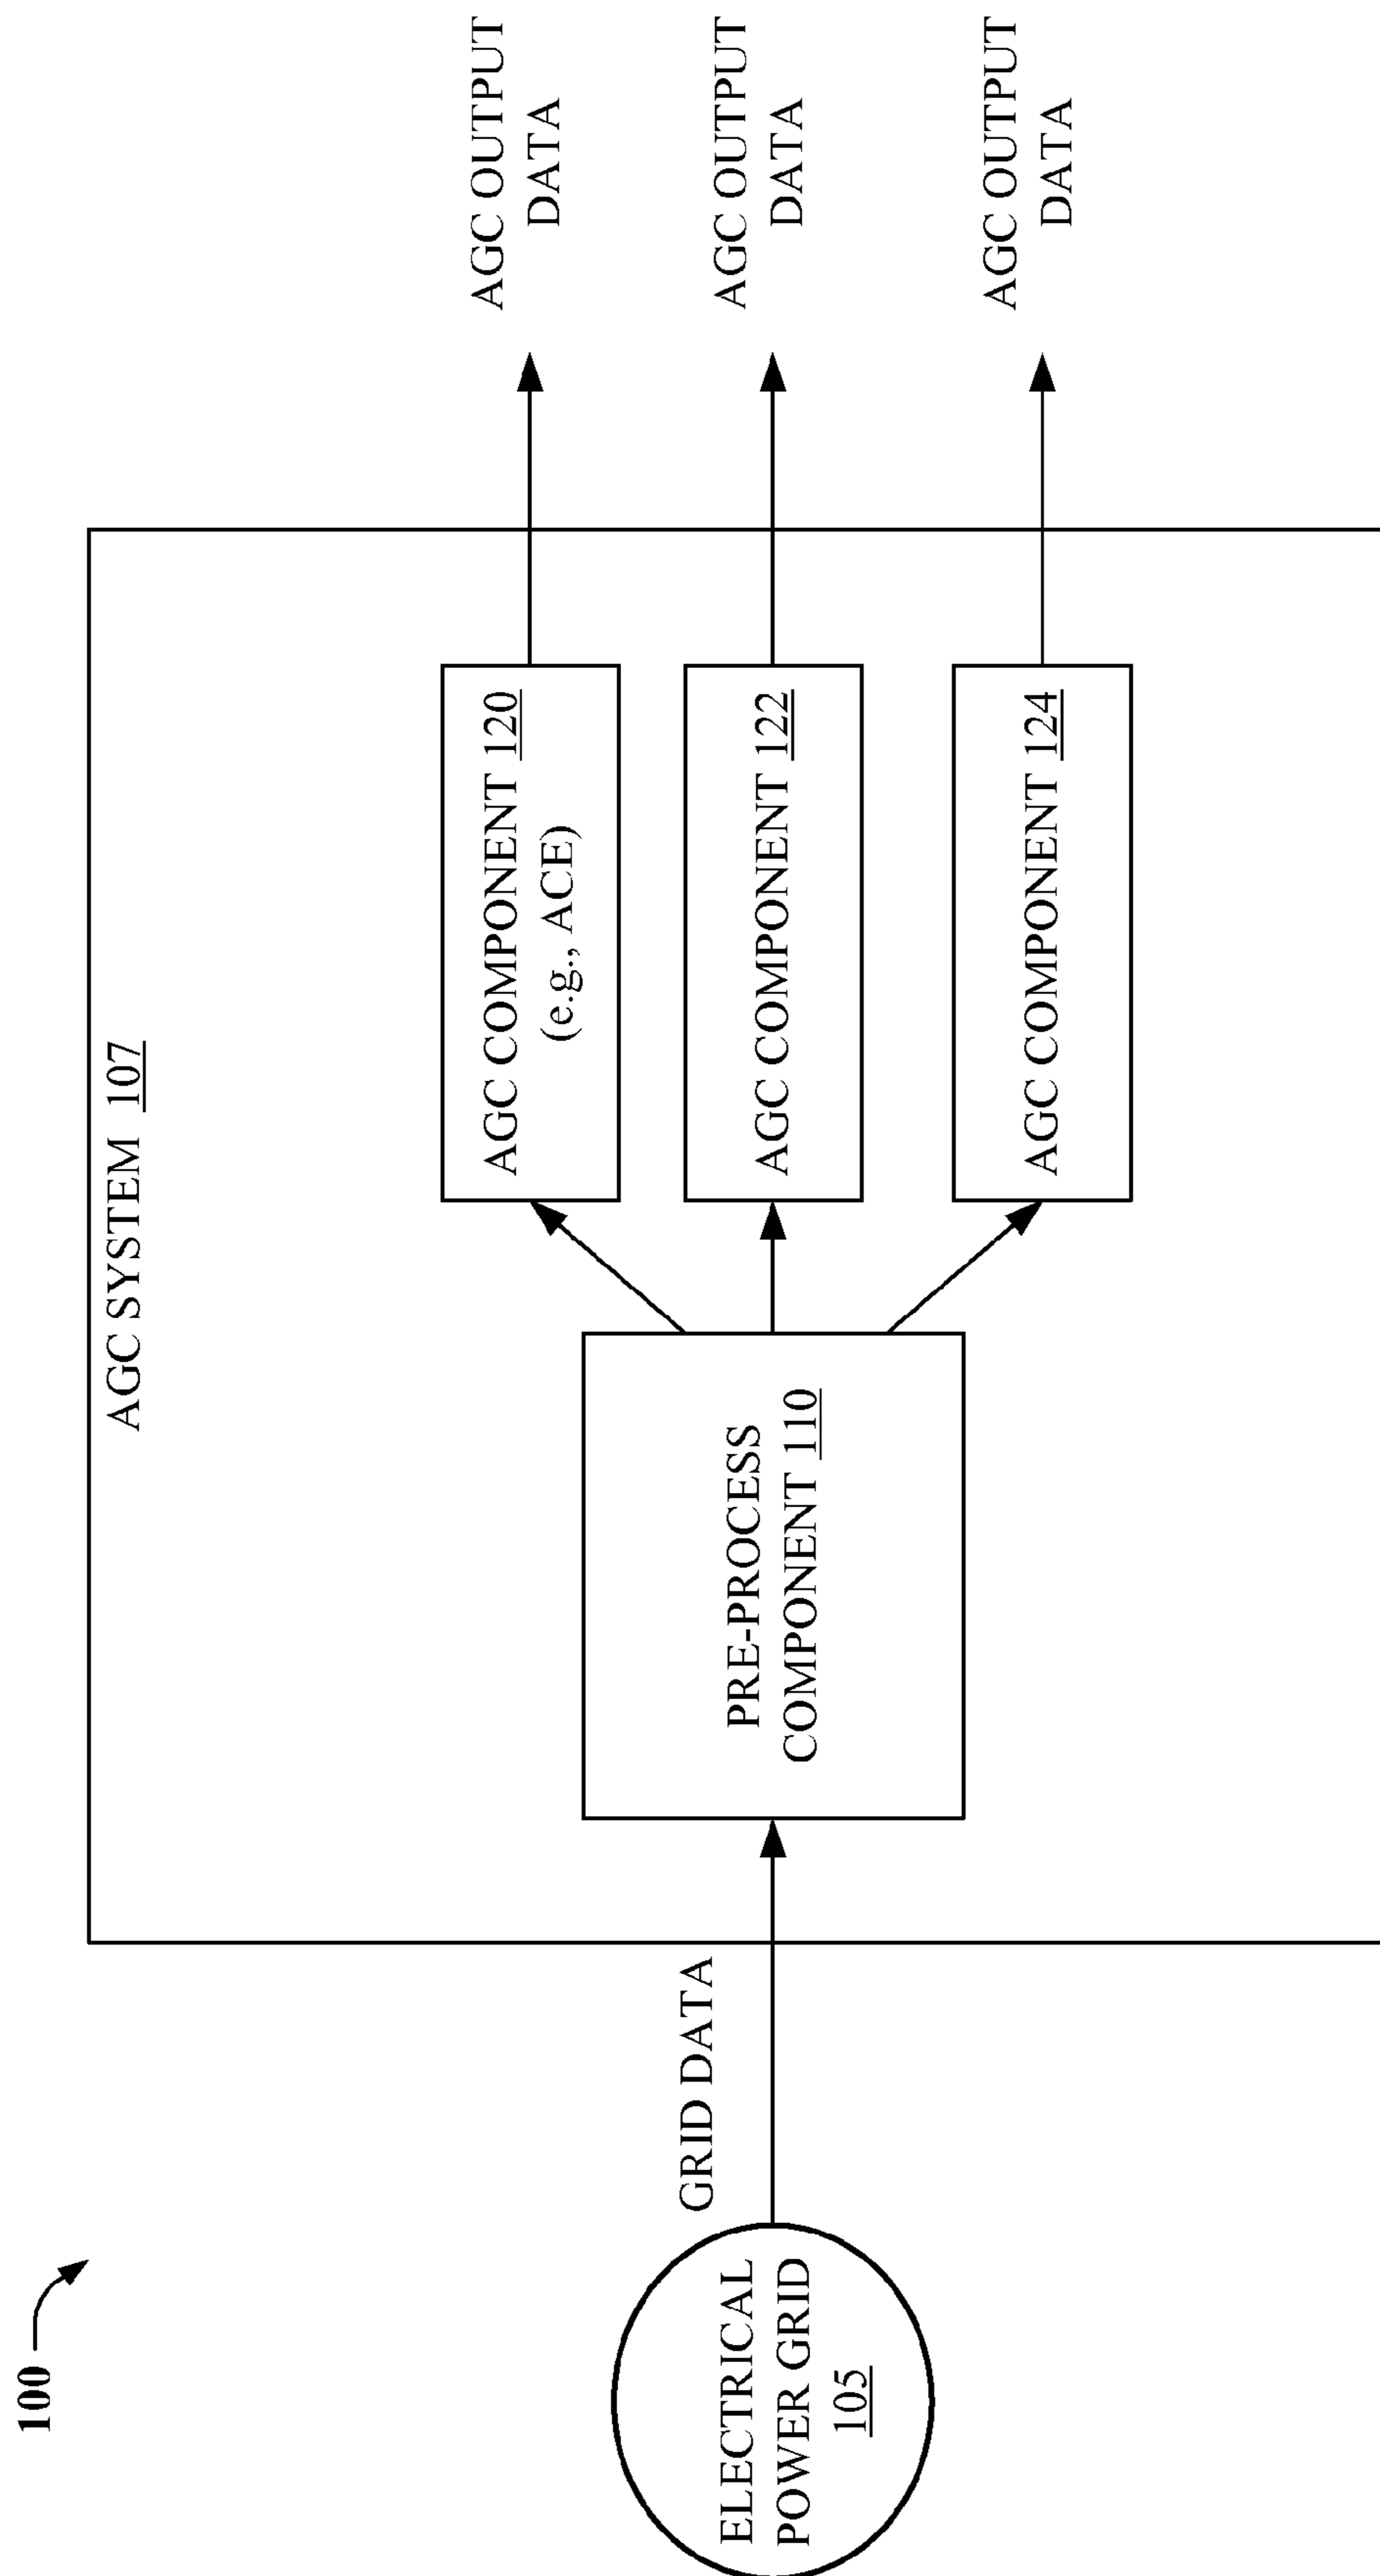 100
AGC SYSTEM 107
ELECTRICAL
POWER GRID
105
GRID DATA
PRE-PROCESS
COMPONENT 110
AGC COMPONENT 120
(e.g., ACE)
AGC COMPONENT 122
AGC COMPONENT 124
AGC OUTPUT
DATA
AGC OUTPUT
DATA
AGC OUTPUT
DATA